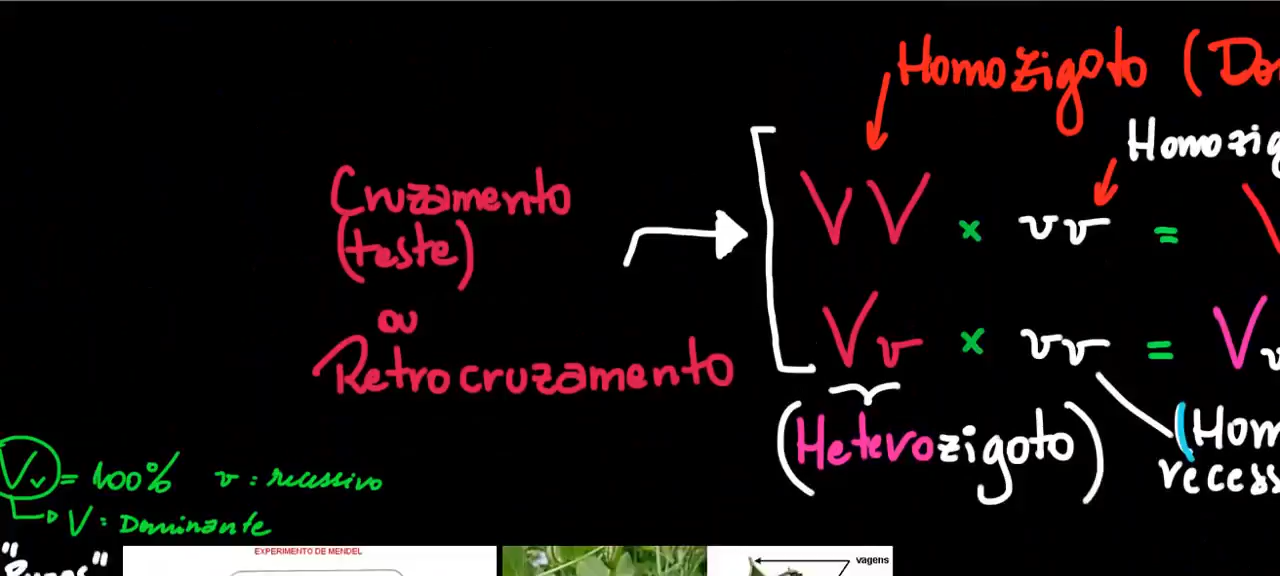 Homozigoto (Do
Homozig
Cruzamento
(teste)
ou
Retrocruzamento
VV x vv = V
Vv x vv = Vv
(Heterozigoto)
(Hom
recess
Vv = 100% v : recessivo
V : Dominante
EXPERIMENTO DE MENDEL
vagens